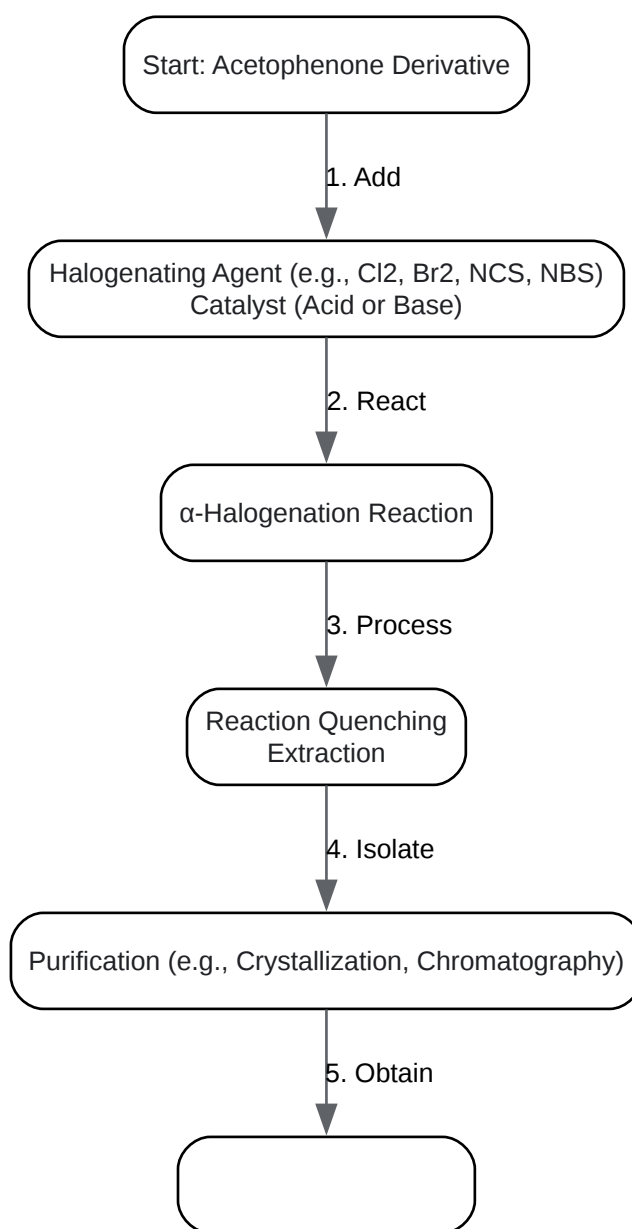 Start: Acetophenone Derivative
1. Add
Halogenating Agent (e.g., Cl2, Br2, NCS, NBS)
Catalyst (Acid or Base)
2. React
α-Halogenation Reaction
3. Process
Reaction Quenching
Extraction
4. Isolate
Purification (e.g., Crystallization, Chromatography)
5. Obtain